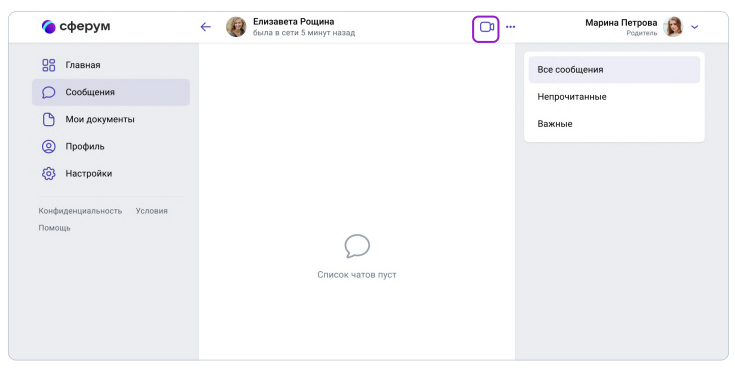 сферум
Елизавета Рощина
была в сети 5 минут назад
Марина Петрова
Родитель
Главная
Сообщения
Мои документы
Профиль
Настройки
Конфиденциальность Условия
Помощь
Список чатов пуст
Все сообщения
Непрочитанные
Важные